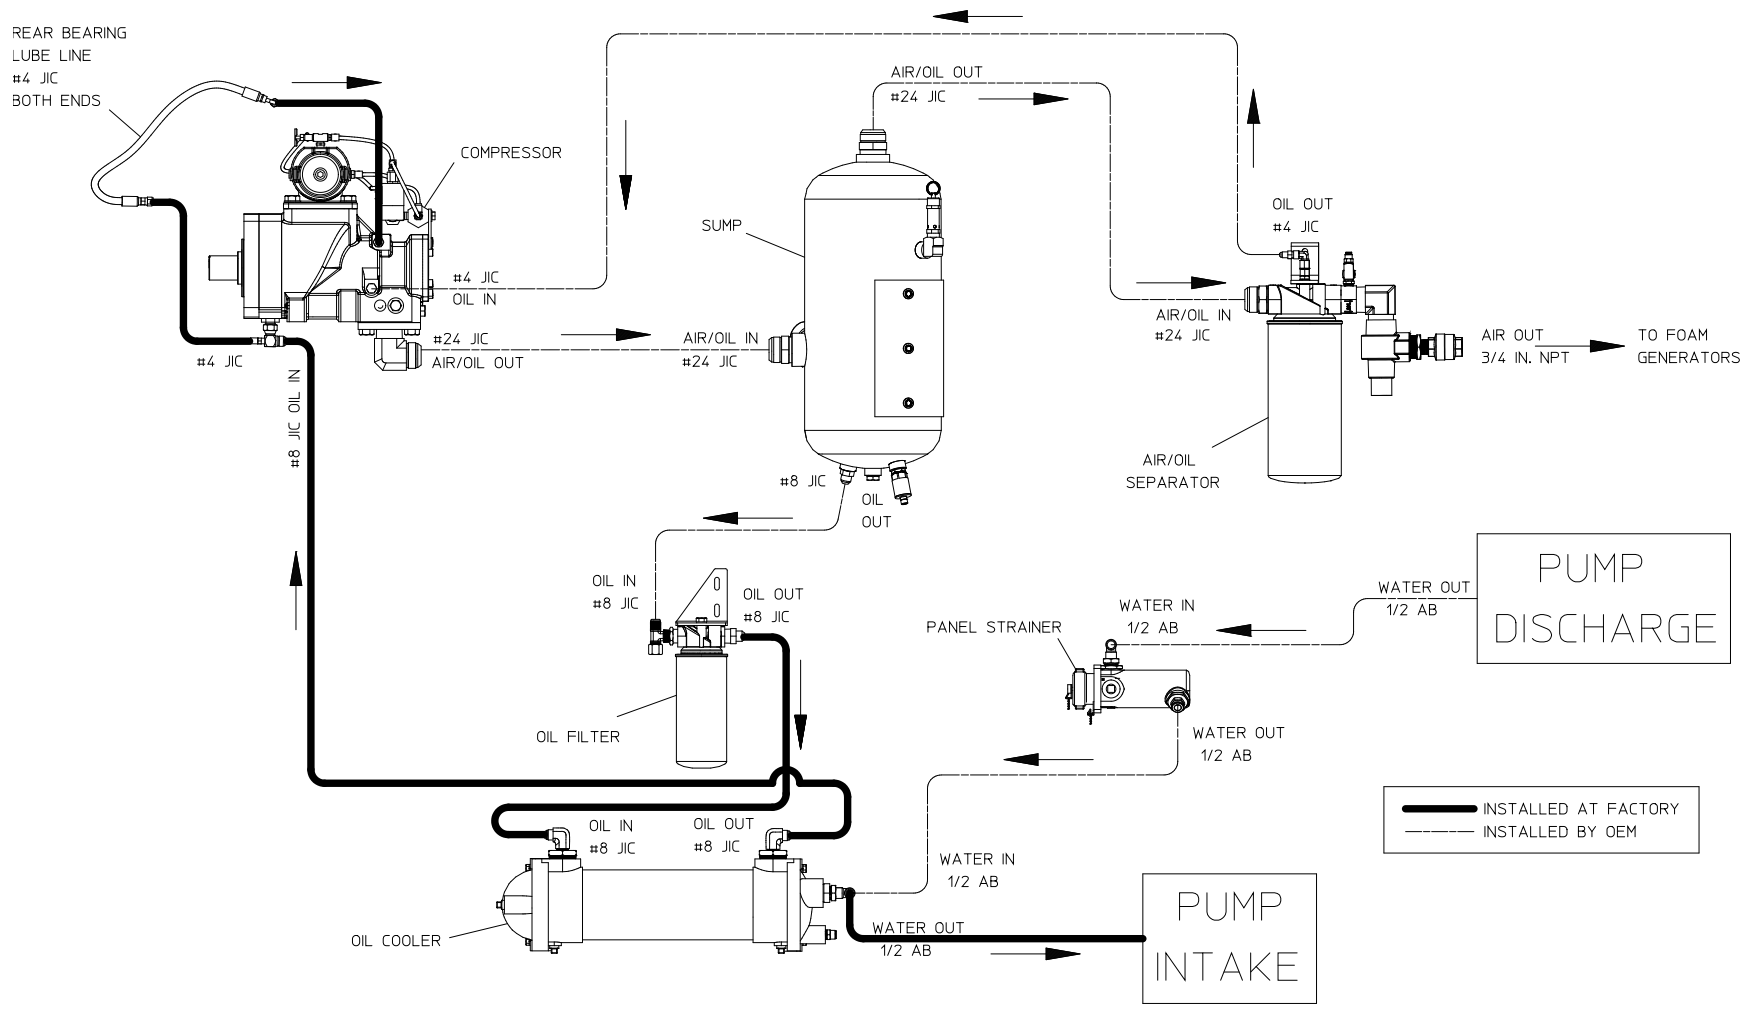 REAR BEARING
LUBE LINE
#4 JIC
BOTH ENDS
COMPRESSOR
#4 JIC
OIL IN
#24 JIC
AIR/OIL OUT
#4 JIC
#8 JIC OIL IN
AIR/OIL OUT
#24 JIC
SUMP
AIR/OIL IN
#24 JIC
#8 JIC
OIL
OUT
OIL OUT
#4 JIC
AIR/OIL IN
#24 JIC
AIR OUT
3/4 IN. NPT
TO FOAM
GENERATORS
AIR/OIL
SEPARATOR
OIL IN
#8 JIC
OIL OUT
#8 JIC
OIL FILTER
PUMP
DISCHARGE
WATER OUT
1/2 AB
WATER IN
1/2 AB
PANEL STRAINER
WATER OUT
1/2 AB
INSTALLED AT FACTORY
INSTALLED BY OEM
OIL IN
#8 JIC
OIL OUT
#8 JIC
WATER IN
1/2 AB
OIL COOLER
WATER OUT
1/2 AB
PUMP
INTAKE